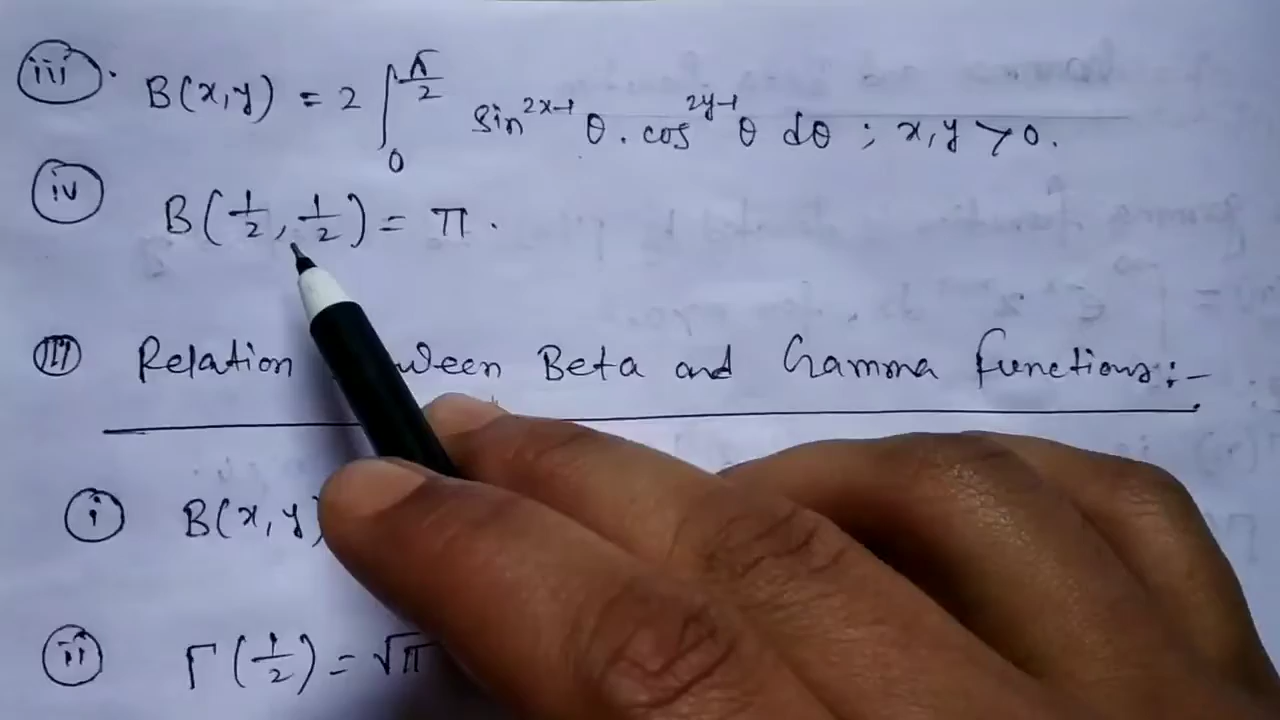 (iii). B(x,y) = 2 ∫₀^{π/2} sin^{2x-1} θ . cos^{2y-1} θ dθ ; x,y > 0.
(iv) B(1/2, 1/2) = π .
(III) Relation ween Beta and Gamma functions:-
(i) B(x,y)
(ii) Γ(1/2) = √π